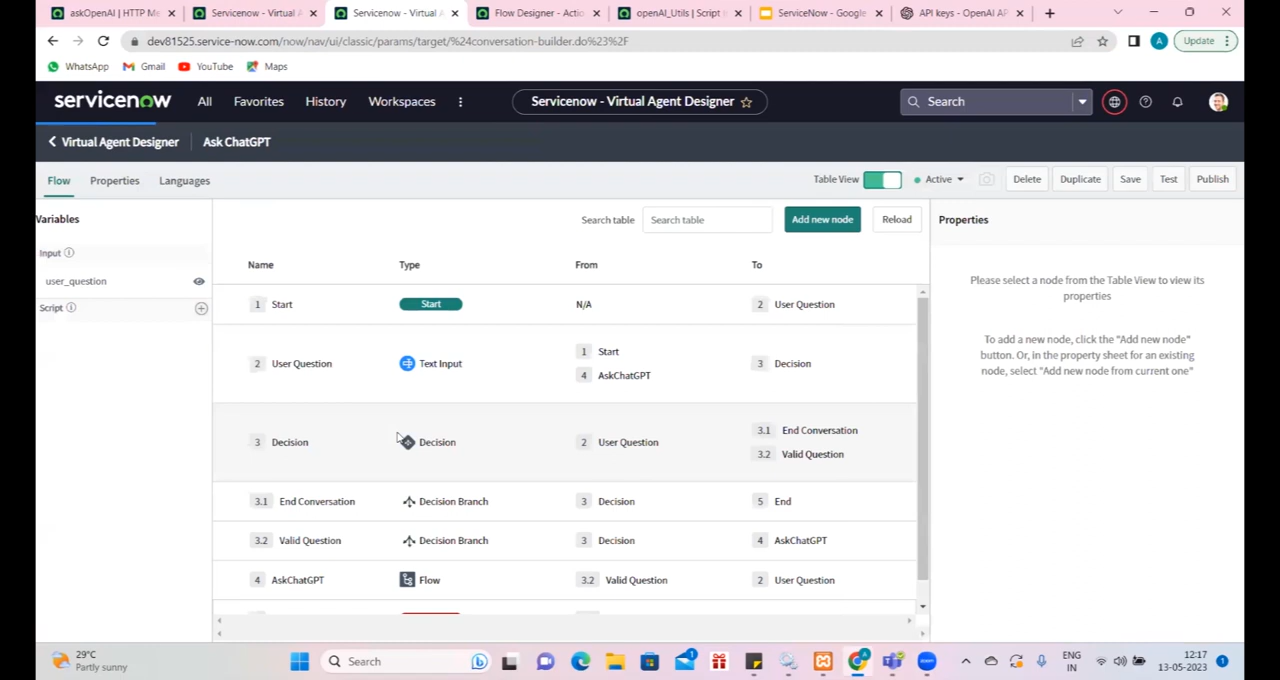 askOpenAI | HTTP Me
Servicenow - Virtual A
Servicenow - Virtual A
Flow Designer - Actio
openAI_Utils | Script
ServiceNow - Google
API keys - OpenAI AP
dev81525.service-now.com/now/nav/ui/classic/params/target/%24conversation-builder.do%23%2F
A
Update
WhatsApp
Gmail
YouTube
Maps
servicenow
All
Favorites
History
Workspaces
Servicenow - Virtual Agent Designer
Search
Virtual Agent Designer
Ask ChatGPT
Flow
Properties
Languages
Table View
Active
Delete
Duplicate
Save
Test
Publish
Variables
Input
user_question
Script
Search table
Search table
Add new node
Reload
Name
Type
From
To
1 Start
Start
N/A
2 User Question
2 User Question
Text Input
1 Start
4 AskChatGPT
3 Decision
3 Decision
Decision
2 User Question
3.1 End Conversation
3.2 Valid Question
3.1 End Conversation
Decision Branch
3 Decision
5 End
3.2 Valid Question
Decision Branch
3 Decision
4 AskChatGPT
4 AskChatGPT
Flow
3.2 Valid Question
2 User Question
Properties
Please select a node from the Table View to view its
properties
To add a new node, click the "Add new node"
button. Or, in the property sheet for an existing
node, select "Add new node from current one"
29°C
Partly sunny
Search
1
ENG
IN
12:17
13-05-2023
1